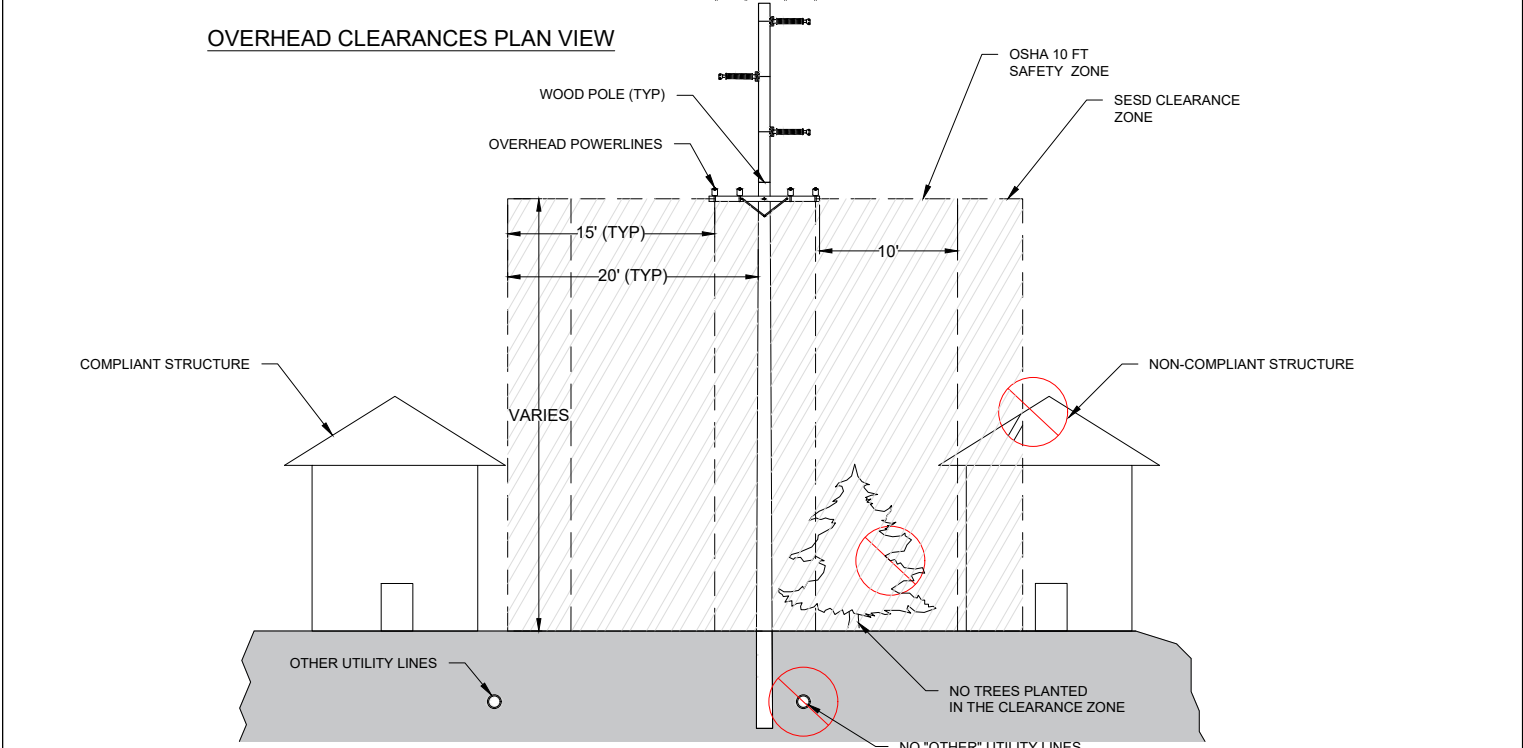 OVERHEAD CLEARANCES PLAN VIEW
OSHA 10 FT
SAFETY ZONE
WOOD POLE (TYP)
SESD CLEARANCE
ZONE
OVERHEAD POWERLINES
15' (TYP)
10'
20' (TYP)
COMPLIANT STRUCTURE
NON-COMPLIANT STRUCTURE
VARIES
OTHER UTILITY LINES
NO TREES PLANTED
IN THE CLEARANCE ZONE
NO "OTHER" UTILITY LINES